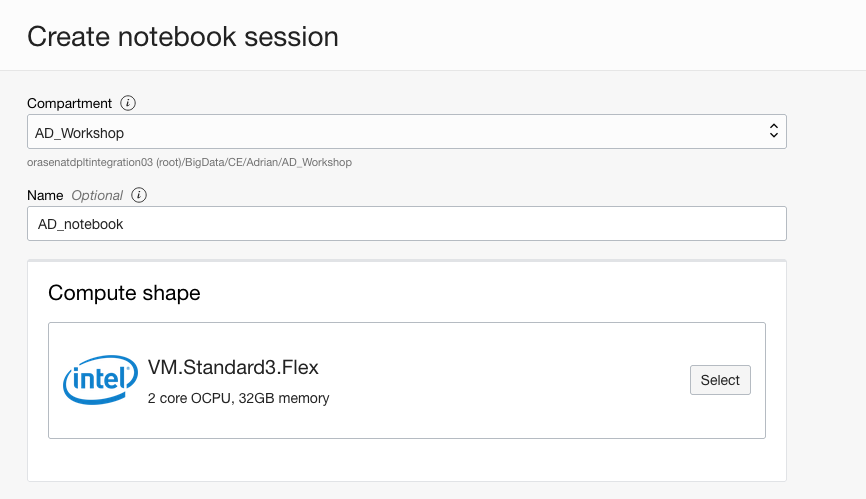 Create notebook session
Compartment i
AD_Workshop
orasenatdpltintegration03 (root)/BigData/CE/Adrian/AD_Workshop
Name Optional i
AD_notebook
Compute shape
intel
VM.Standard3.Flex
2 core OCPU, 32GB memory
Select